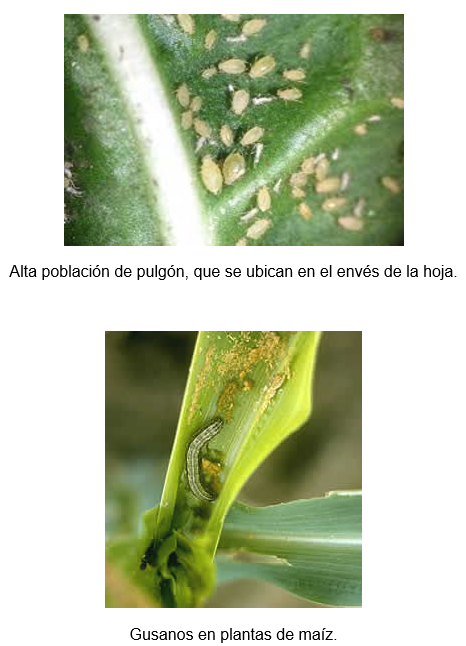 Alta población de pulgón, que se ubican en el envés de la hoja.
Gusanos en plantas de maíz.